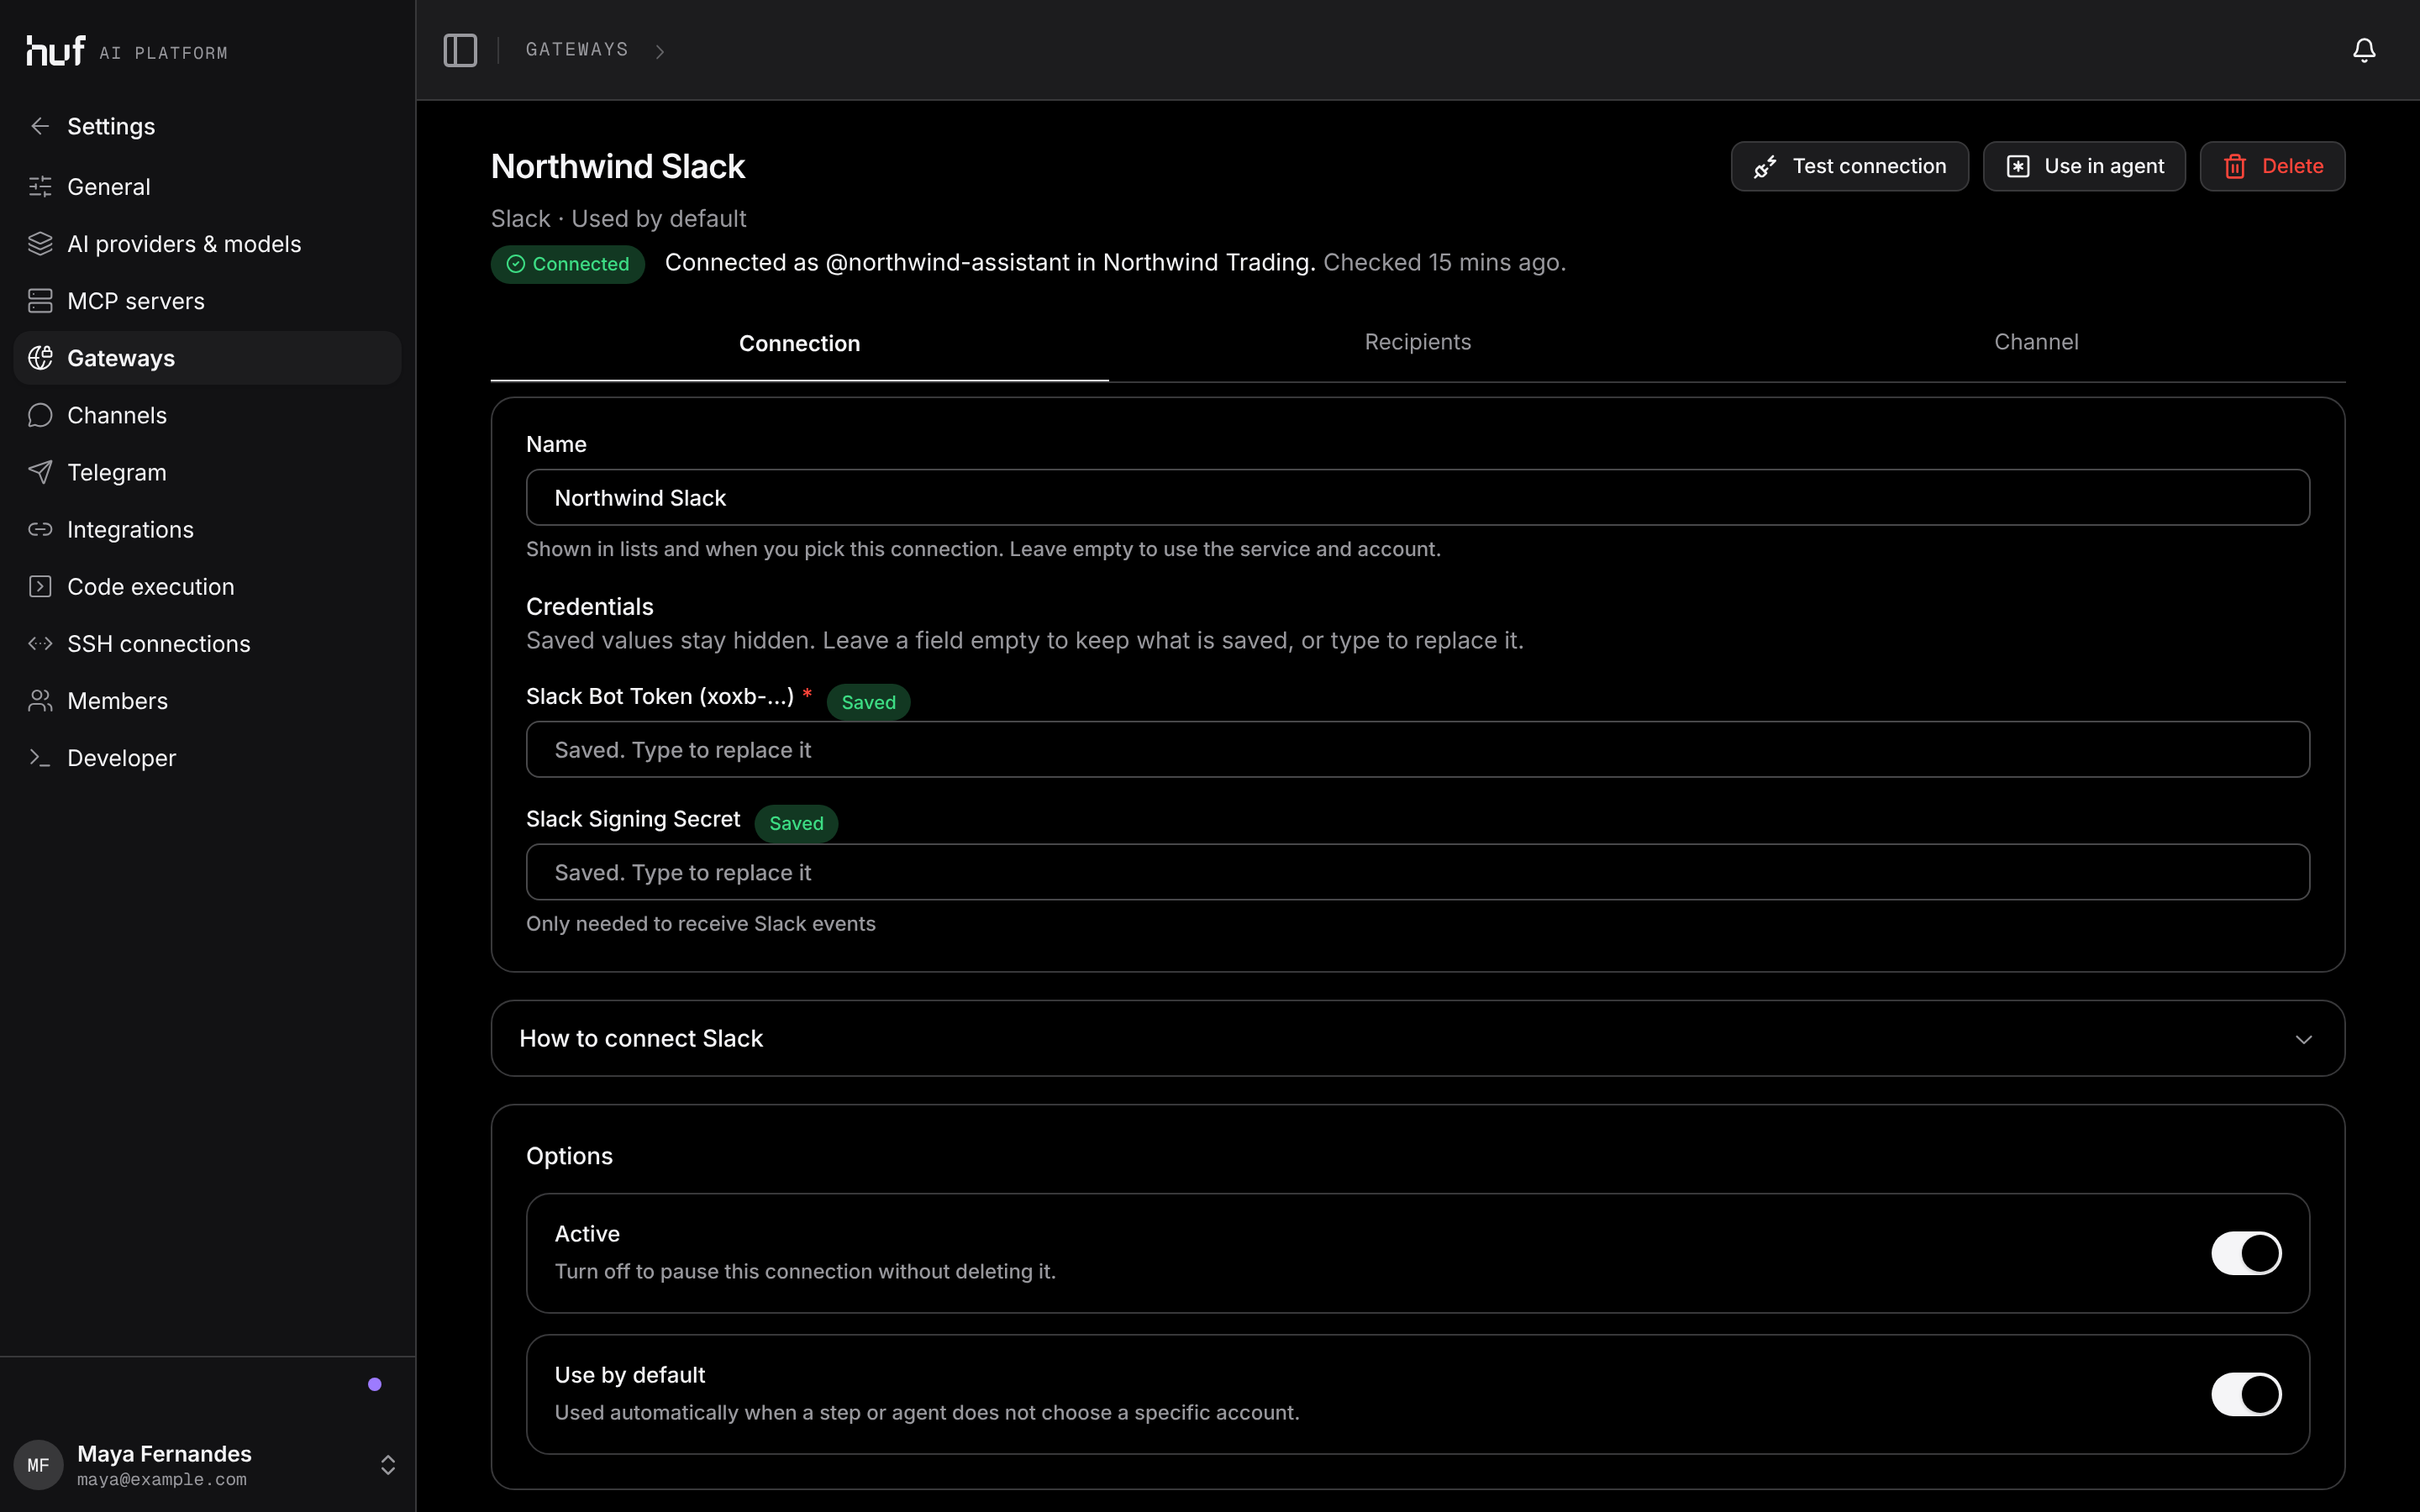 huf AI PLATFORM
Settings
General
AI providers & models
MCP servers
Gateways
Channels
Telegram
Integrations
Code execution
SSH connections
Members
Developer
MF
Maya Fernandes
maya@example.com
GATEWAYS
Northwind Slack
Test connection
Use in agent
Delete
Slack · Used by default
Connected
Connected as @northwind-assistant in Northwind Trading. Checked 15 mins ago.
Connection
Recipients
Channel
Name
Northwind Slack
Shown in lists and when you pick this connection. Leave empty to use the service and account.
Credentials
Saved values stay hidden. Leave a field empty to keep what is saved, or type to replace it.
Slack Bot Token (xoxb-...) * Saved
Saved. Type to replace it
Slack Signing Secret Saved
Saved. Type to replace it
Only needed to receive Slack events
How to connect Slack
Options
Active
Turn off to pause this connection without deleting it.
Use by default
Used automatically when a step or agent does not choose a specific account.